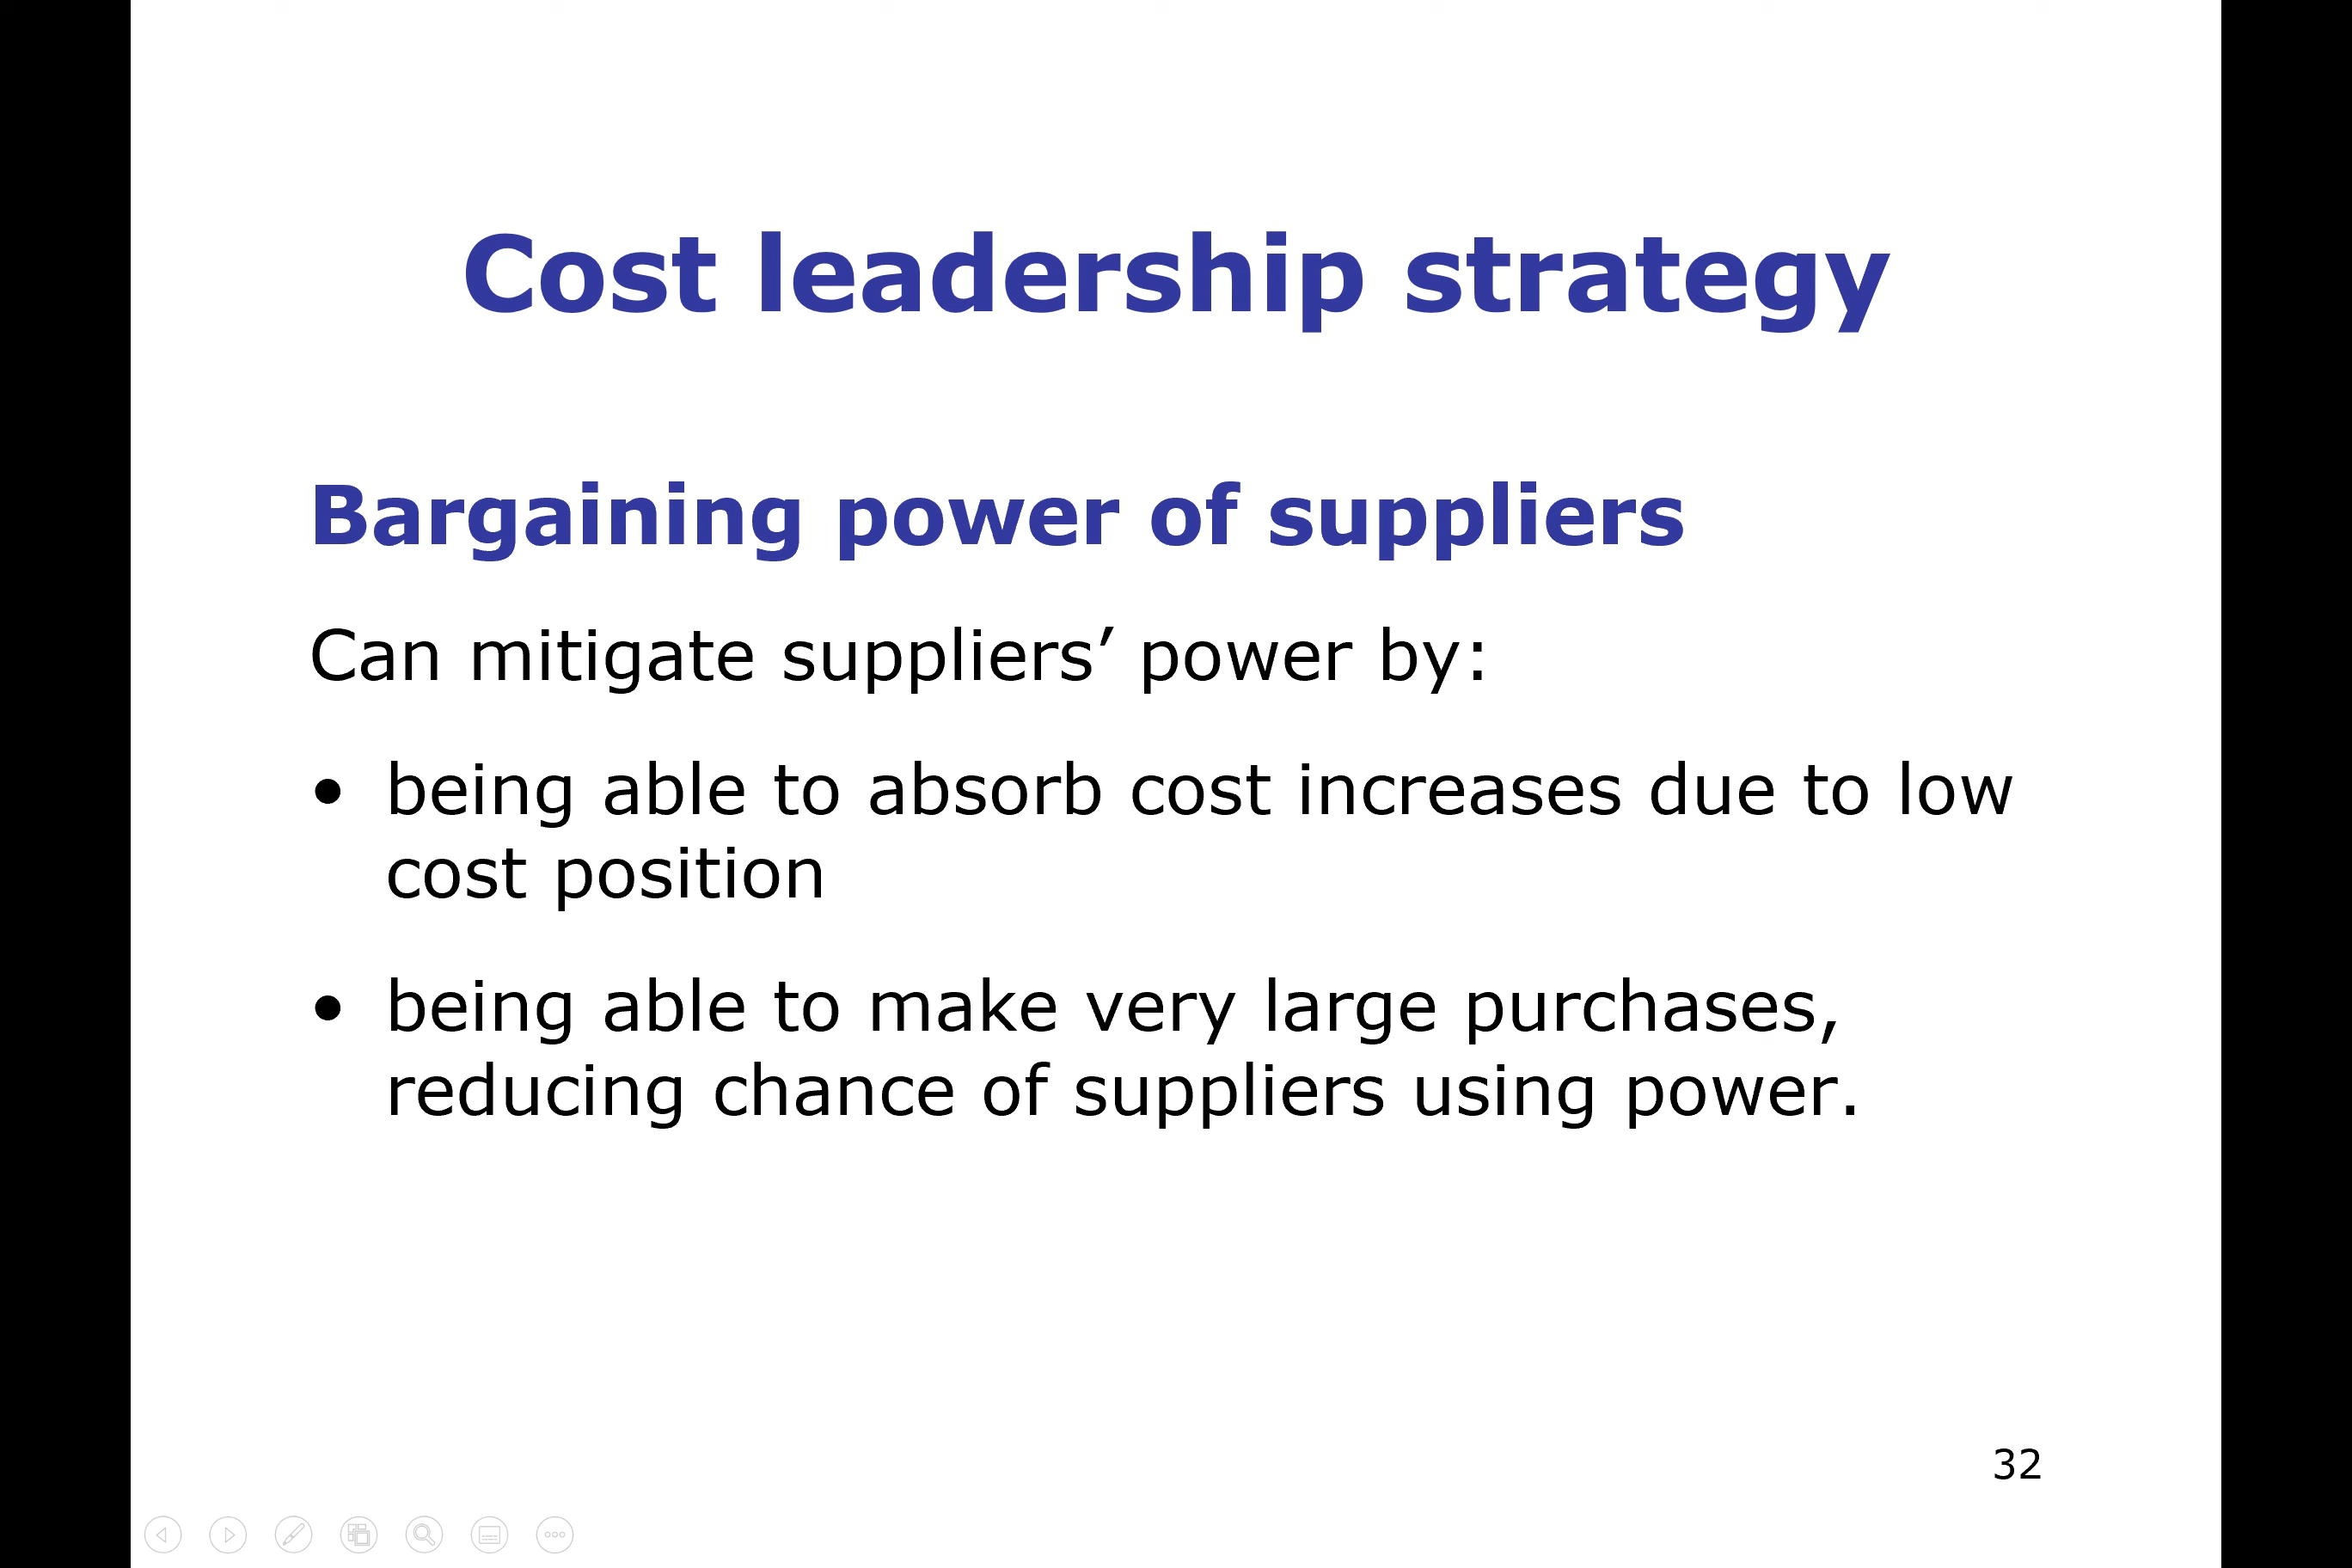 Cost leadership strategy
Bargaining power of suppliers
Can mitigate suppliers’ power by:
• being able to absorb cost increases due to low
cost position
• being able to make very large purchases,
reducing chance of suppliers using power.
32